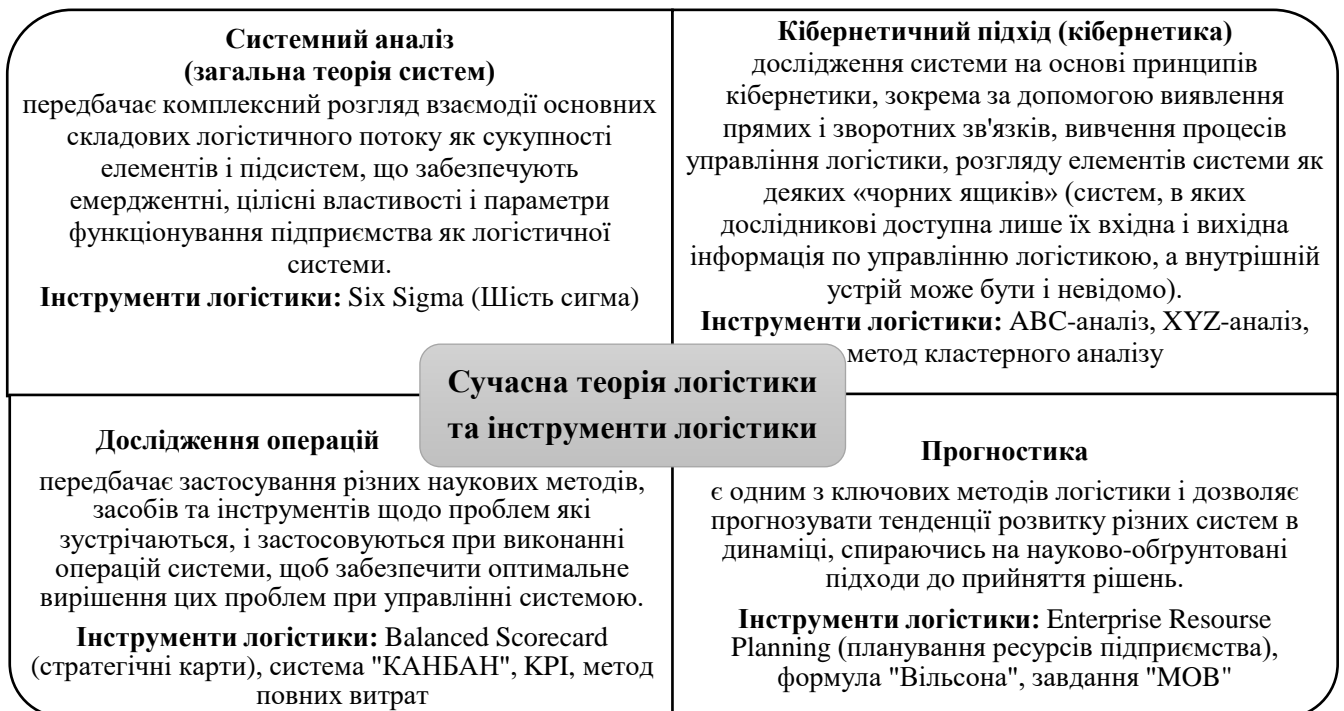 Системний аналіз
(загальна теорія систем)
передбачає комплексний розгляд взаємодії основних
складових логістичного потоку як сукупності
елементів і підсистем, що забезпечують
емерджентні, цілісні властивості і параметри
функціонування підприємства як логістичної
системи.
Інструменти логістики: Six Sigma (Шість сигма)
Кібернетичний підхід (кібернетика)
дослідження системи на основі принципів
кібернетики, зокрема за допомогою виявлення
прямих і зворотних зв'язків, вивчення процесів
управління логістики, розгляду елементів системи як
деяких «чорних ящиків» (систем, в яких
дослідникові доступна лише їх вхідна і вихідна
інформація по управлінню логістикою, а внутрішній
устрій може бути і невідомо).
Інструменти логістики: ABC-аналіз, XYZ-аналіз,
метод кластерного аналізу
Сучасна теорія логістики
та інструменти логістики
Дослідження операцій
передбачає застосування різних наукових методів,
засобів та інструментів щодо проблем які
зустрічаються, і застосовуються при виконанні
операцій системи, щоб забезпечити оптимальне
вирішення цих проблем при управлінні системою.
Інструменти логістики: Balanced Scorecard
(стратегічні карти), система "КАНБАН", KPI, метод
повних витрат
Прогностика
є одним з ключових методів логістики і дозволяє
прогнозувати тенденції розвитку різних систем в
динаміці, спираючись на науково-обґрунтовані
підходи до прийняття рішень.
Інструменти логістики: Enterprise Resourse
Planning (планування ресурсів підприємства),
формула "Вільсона", завдання "МОВ"